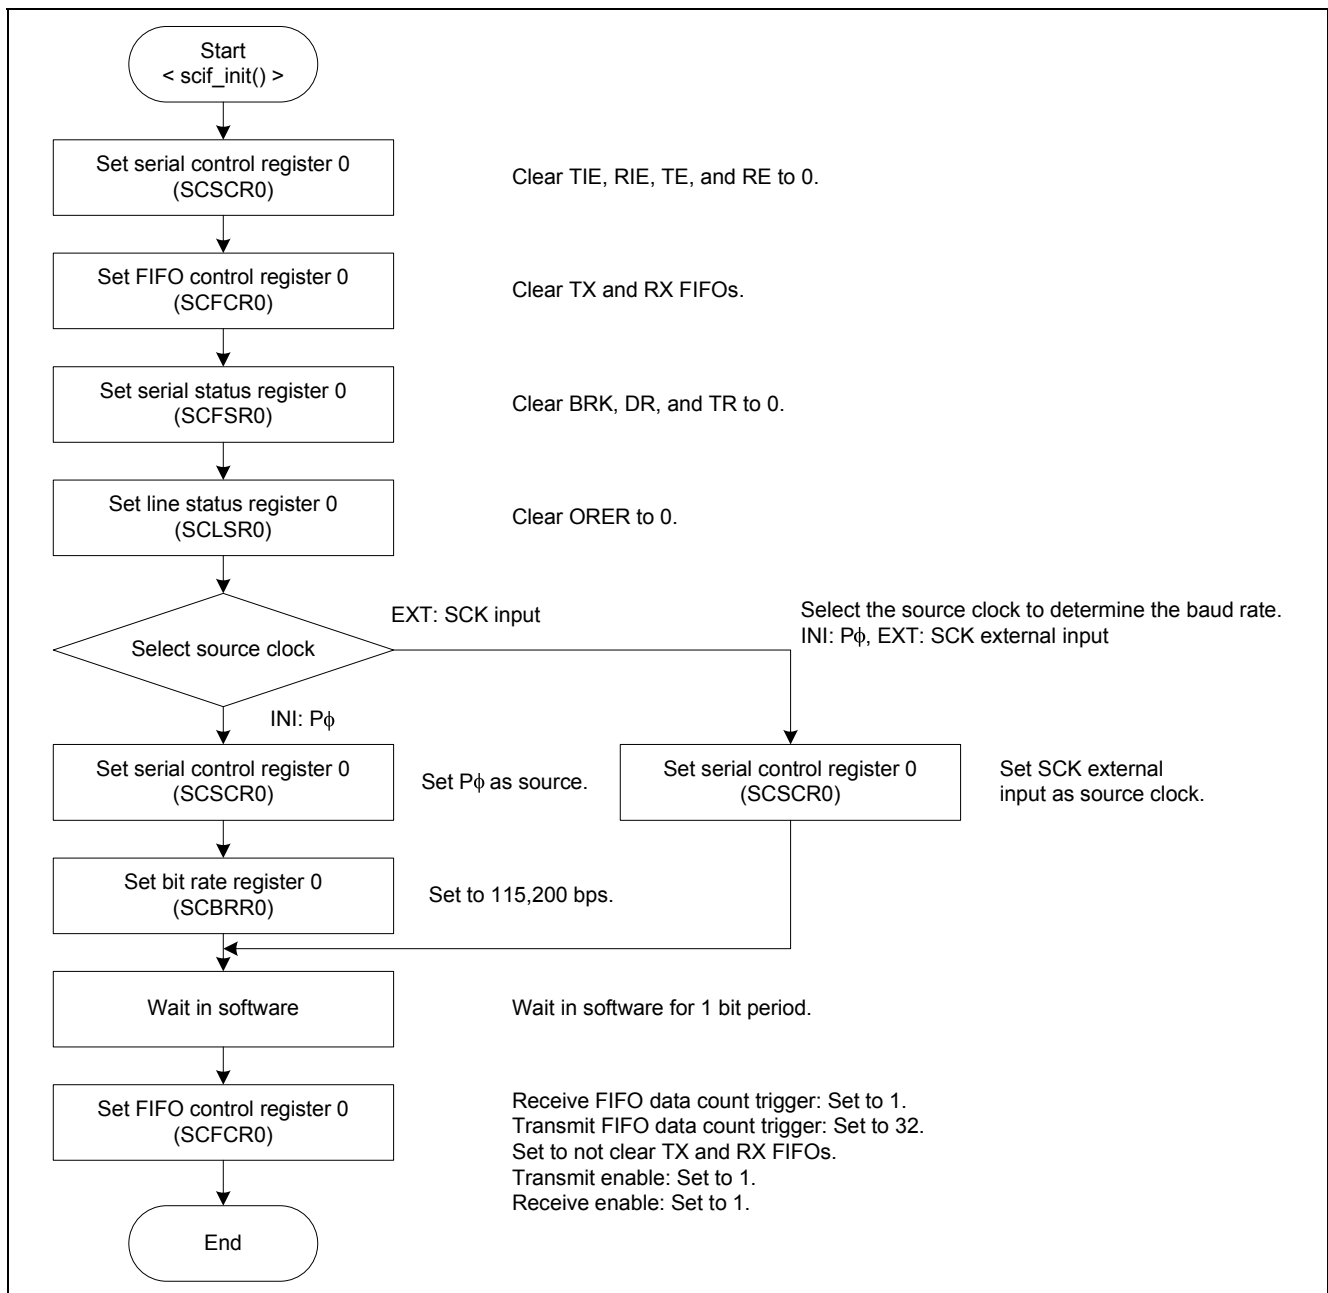 Start
< scif_init() >
Set serial control register 0
(SCSCR0)
Clear TIE, RIE, TE, and RE to 0.
Set FIFO control register 0
(SCFCR0)
Clear TX and RX FIFOs.
Set serial status register 0
(SCFSR0)
Clear BRK, DR, and TR to 0.
Set line status register 0
(SCLSR0)
Clear ORER to 0.
Select source clock
EXT: SCK input
Select the source clock to determine the baud rate.
INI: Pϕ, EXT: SCK external input
INI: Pϕ
Set serial control register 0
(SCSCR0)
Set Pϕ as source.
Set serial control register 0
(SCSCR0)
Set SCK external
input as source clock.
Set bit rate register 0
(SCBRR0)
Set to 115,200 bps.
Wait in software
Wait in software for 1 bit period.
Set FIFO control register 0
(SCFCR0)
Receive FIFO data count trigger: Set to 1.
Transmit FIFO data count trigger: Set to 32.
Set to not clear TX and RX FIFOs.
Transmit enable: Set to 1.
Receive enable: Set to 1.
End